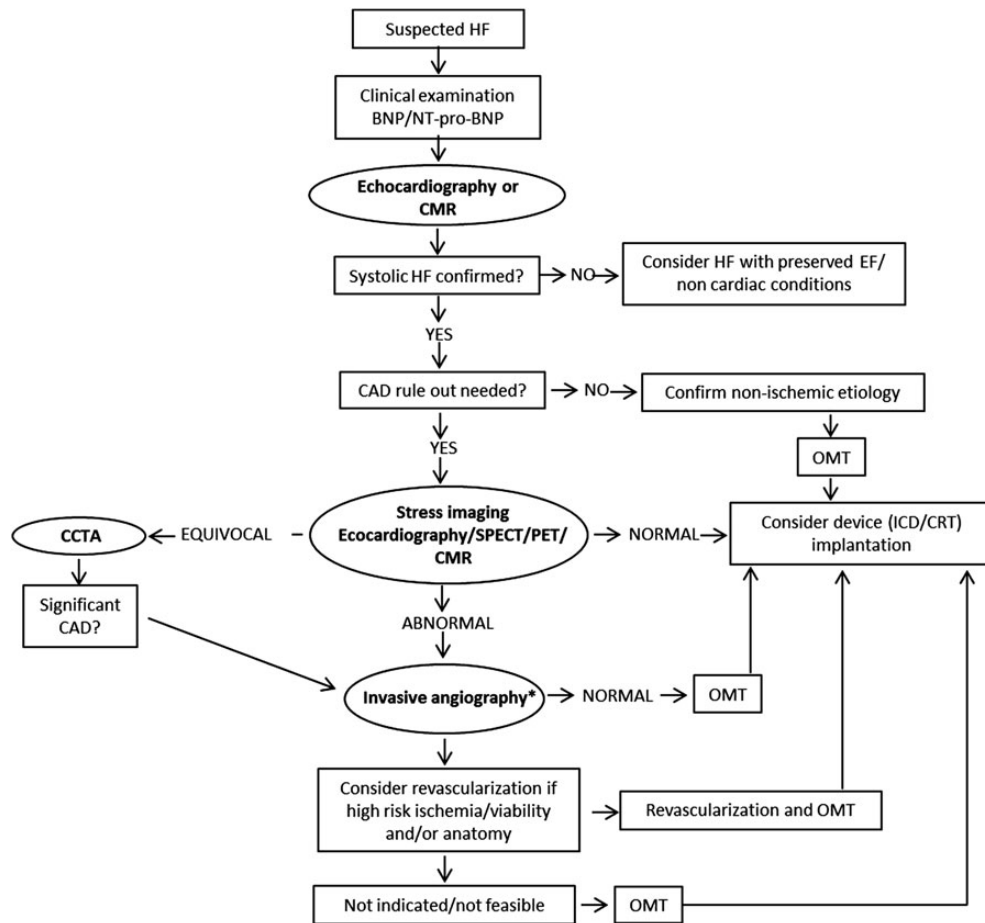 Suspected HF
Clinical examination
BNP/NT-pro-BNP
Echocardiography or
CMR
Systolic HF confirmed?
NO
Consider HF with preserved EF/
non cardiac conditions
YES
CAD rule out needed?
NO
Confirm non-ischemic etiology
OMT
YES
Stress imaging
Ecocardiography/SPECT/PET/
CMR
EQUIVOCAL
CCTA
NORMAL
Consider device (ICD/CRT)
implantation
Significant
CAD?
ABNORMAL
Invasive angiography*
NORMAL
OMT
Consider revascularization if
high risk ischemia/viability
and/or anatomy
Revascularization and OMT
Not indicated/not feasible
OMT